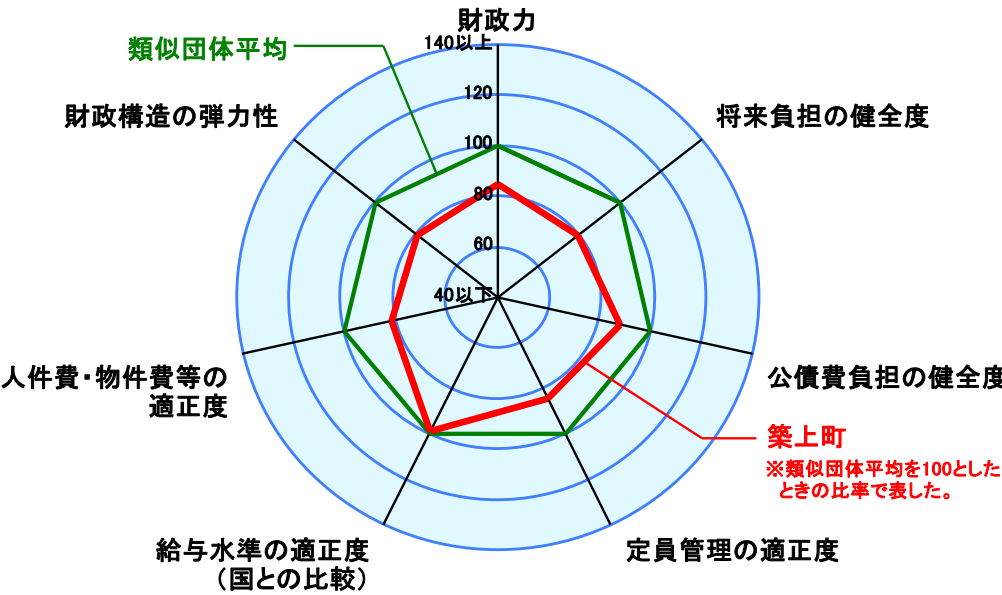 財政力
類似団体平均
140以上
120
100
80
60
40以下
財政構造の弾力性
将来負担の健全度
人件費・物件費等の
適正度
公債費負担の健全度
築上町
※類似団体平均を100とした
ときの比率で表した。
給与水準の適正度
（国との比較）
定員管理の適正度